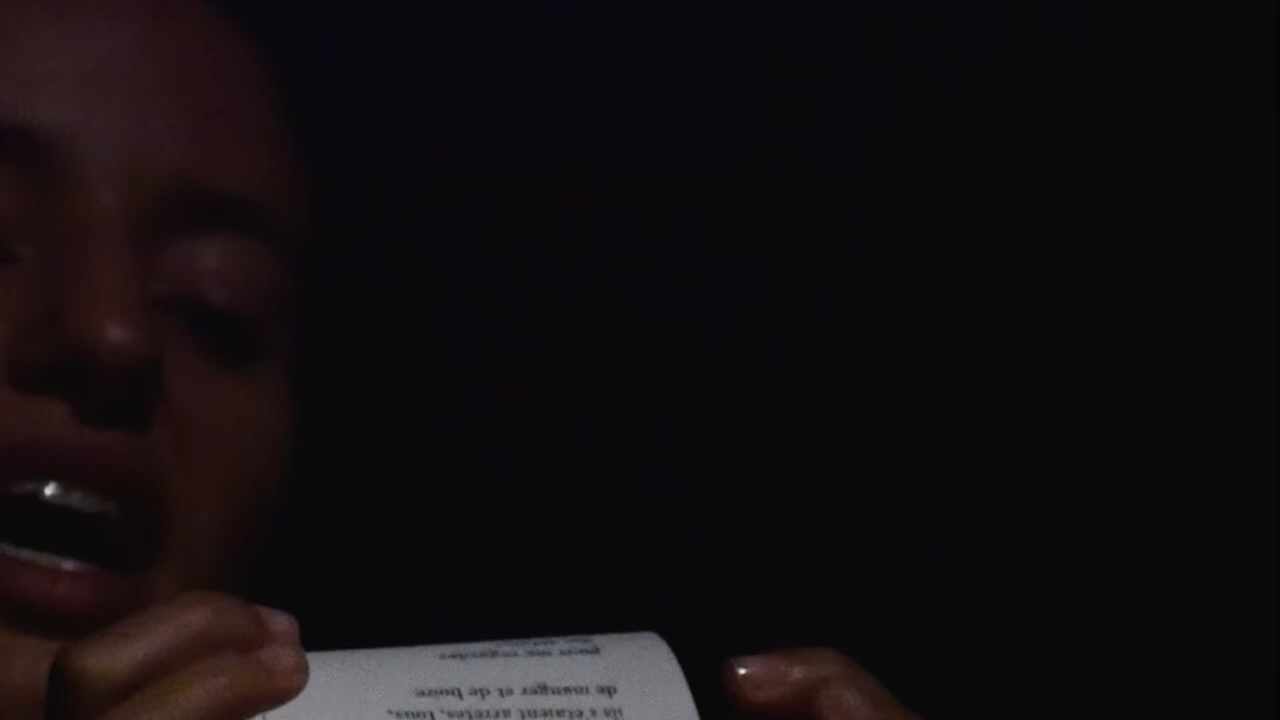 ils s'étaient arrêtés, tous,
de manger et de boire
pour me regarder